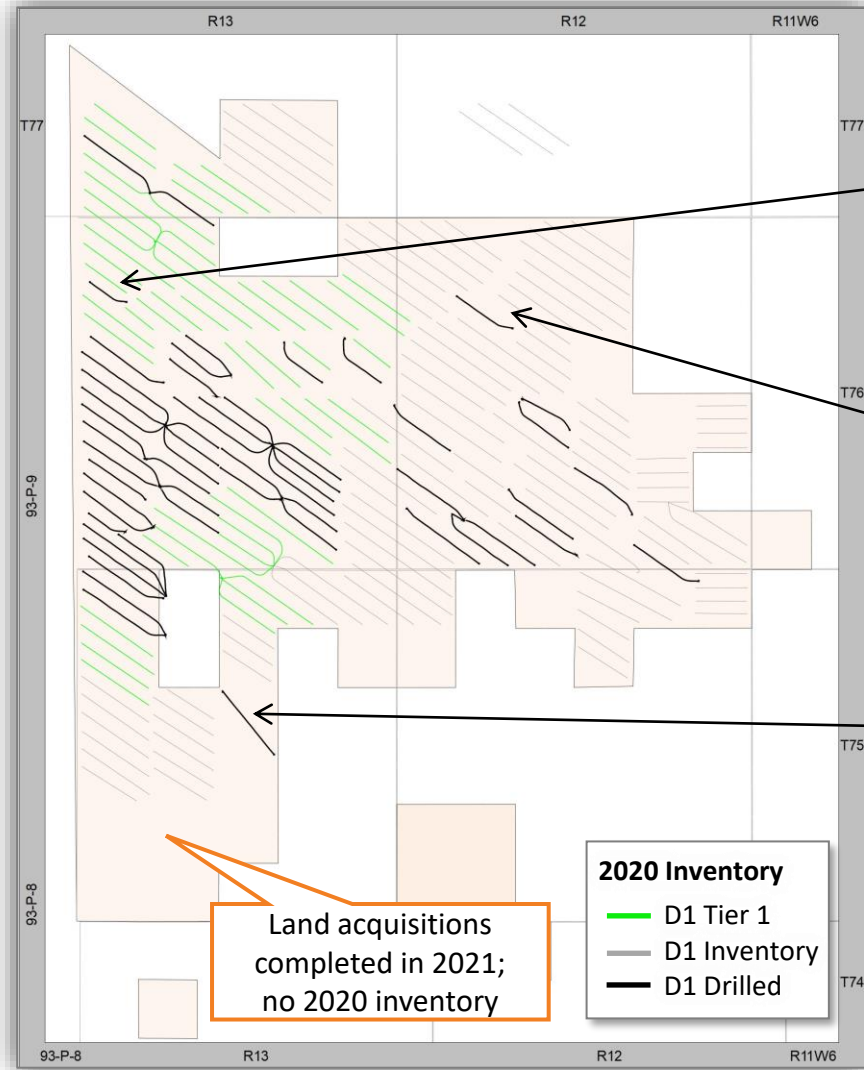 R13 R12 R11W6
T77 T77
T76
93-P-9
T75
93-P-8
Land acquisitions
completed in 2021;
no 2020 inventory
2020 Inventory
D1 Tier 1
D1 Inventory
D1 Drilled
T74
93-P-8 R13 R12 R11W6